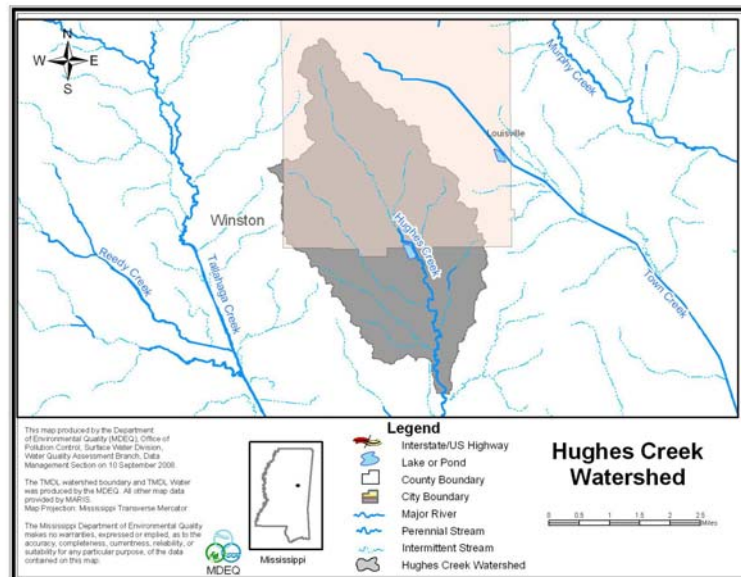 N
W E
S
Murphy Creek
Louisville
Winston
Hughes Creek
Reedy Creek
Tallahaga Creek
Town Creek
This map produced by the Department
of Environmental Quality (MDEQ), Office of
Pollution Control, Surface Water Division,
Water Quality Assessment Branch, Data
Management Section on 10 September 2008.
The TMDL watershed boundary and TMDL Water
was produced by the MDEQ. All other map data
provided by MARIS.
Map Projection: Mississippi Transverse Mercator
The Mississippi Department of Environmental Quality
makes no warranties, expressed or implied, as to the
accuracy, completeness, currentness, reliability, or
suitability for any particular purpose, of the data
contained on this map.
MDEQ
Mississippi
Legend
Interstate/US Highway
Lake or Pond
County Boundary
City Boundary
Major River
Perennial Stream
Intermittent Stream
Hughes Creek Watershed
Hughes Creek
Watershed
0 0.5 1 1.5 2 2.5
Miles